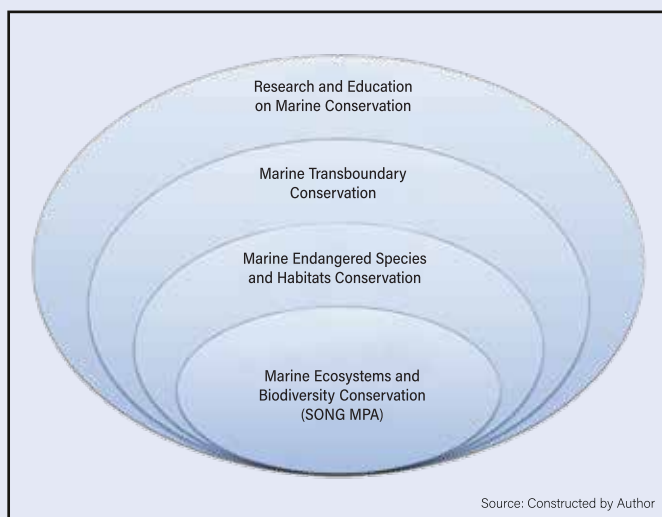 Research and Education
on Marine Conservation
Marine Transboundary
Conservation
Marine Endangered Species
and Habitats Conservation
Marine Ecosystems and
Biodiversity Conservation
(SONG MPA)
Source: Constructed by Author